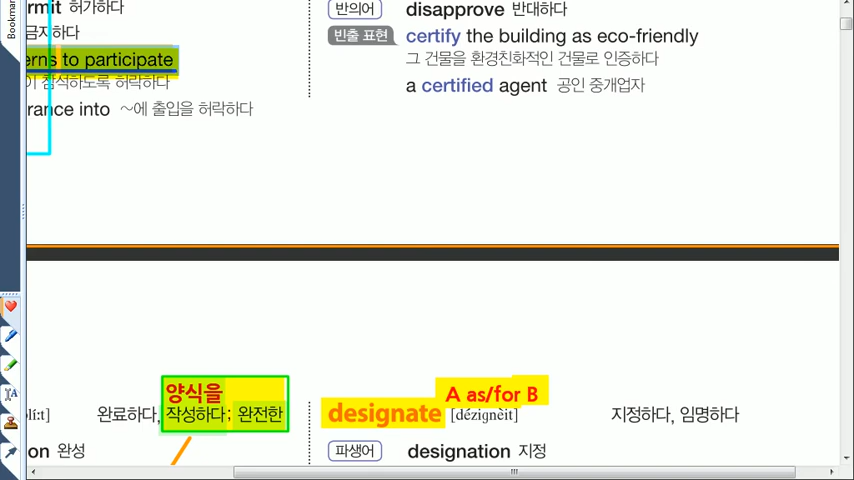 Bookmar
rmit 허가하다
금지하다
erns to participate
이 참석하도록 허락하다
rance into ~에 출입을 허락하다
반의어 disapprove 반대하다
빈출 표현 certify the building as eco-friendly
그 건물을 환경친화적인 건물로 인증하다
a certified agent 공인 중개업자
양식을
lí:t] 완료하다, 작성하다; 완전한
on 완성
A as/for B
designate [dézignèit] 지정하다, 임명하다
파생어 designation 지정